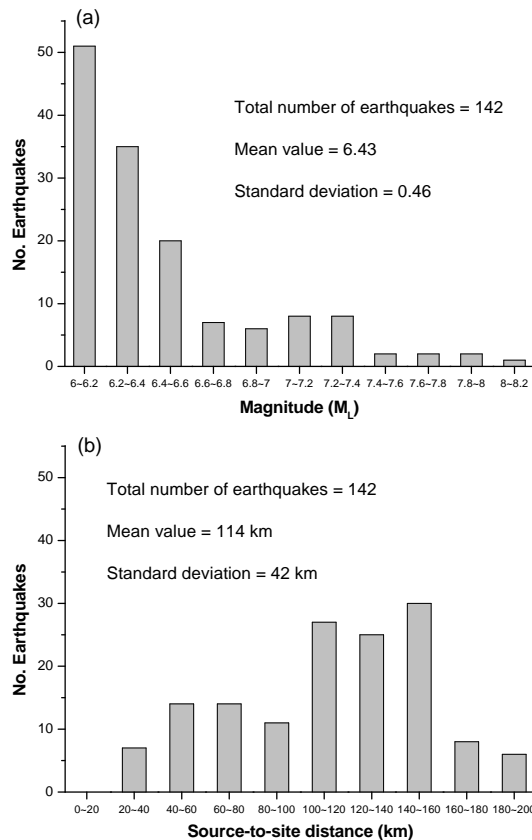 (a)
50
40
30
20
10
0
No. Earthquakes
Total number of earthquakes = 142
Mean value = 6.43
Standard deviation = 0.46
6~6.2 6.2~6.4 6.4~6.6 6.6~6.8 6.8~7 7~7.2 7.2~7.4 7.4~7.6 7.6~7.8 7.8~8 8~8.2
Magnitude (M_L)
(b)
50
40
30
20
10
0
No. Earthquakes
Total number of earthquakes = 142
Mean value = 114 km
Standard deviation = 42 km
0~20 20~40 40~60 60~80 80~100 100~120 120~140 140~160 160~180 180~200
Source-to-site distance (km)